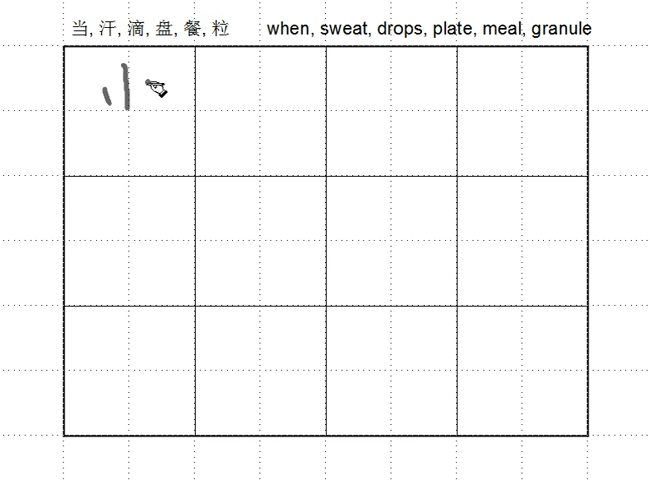 当, 汗, 滴, 盘, 餐, 粒 when, sweat, drops, plate, meal, granule